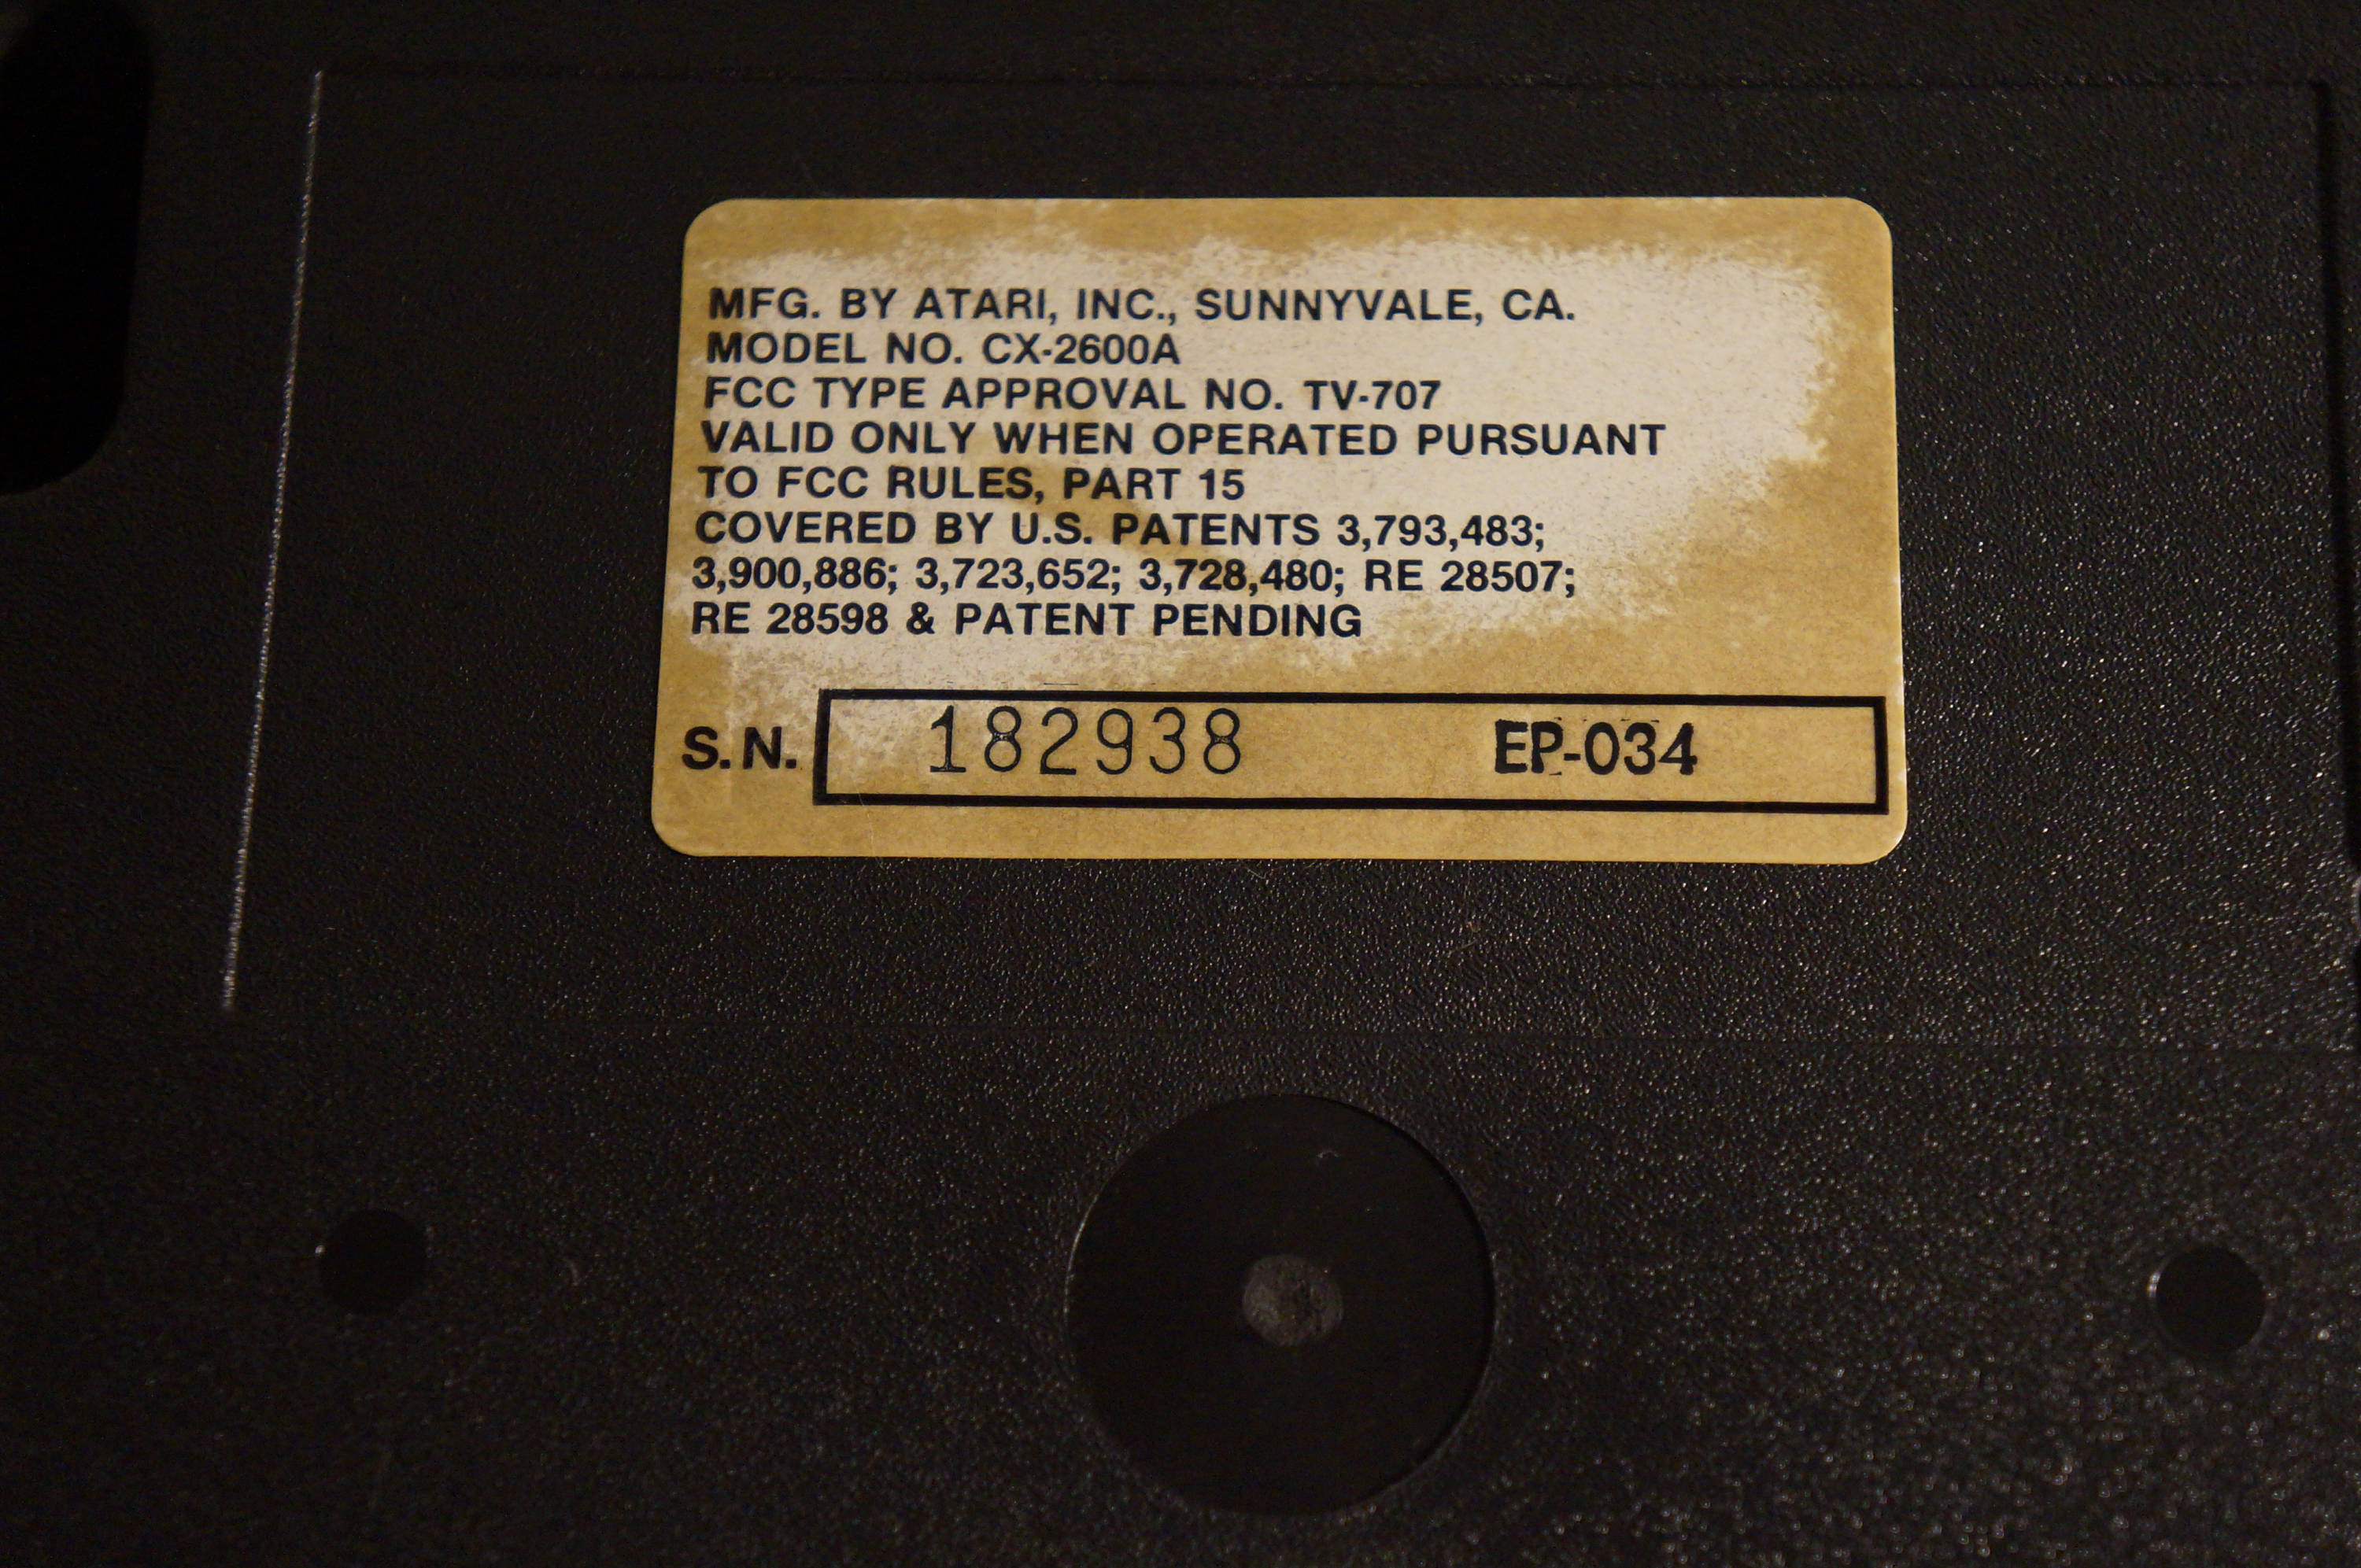 MFG. BY ATARI, INC., SUNNYVALE, CA.
MODEL NO. CX-2600A
FCC TYPE APPROVAL NO. TV-707
VALID ONLY WHEN OPERATED PURSUANT
TO FCC RULES, PART 15
COVERED BY U.S. PATENTS 3,793,483;
3,900,886; 3,723,652; 3,728,480; RE 28507;
RE 28598 & PATENT PENDING
S.N. 182938 EP-034